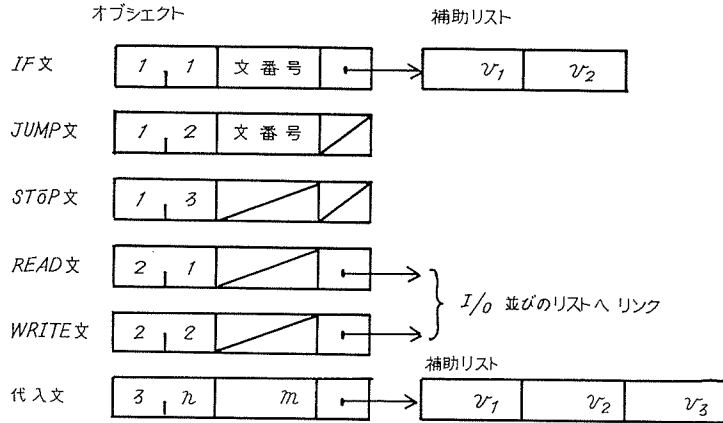 オブシェクト 補助リスト
IF文 1 1 文番号 v1 v2
JUMP文 1 2 文番号
STōP文 1 3
READ文 2 1
I/O 並びのリストへ リンク
WRITE文 2 2
補助リスト
代入文 3 n m v1 v2 v3